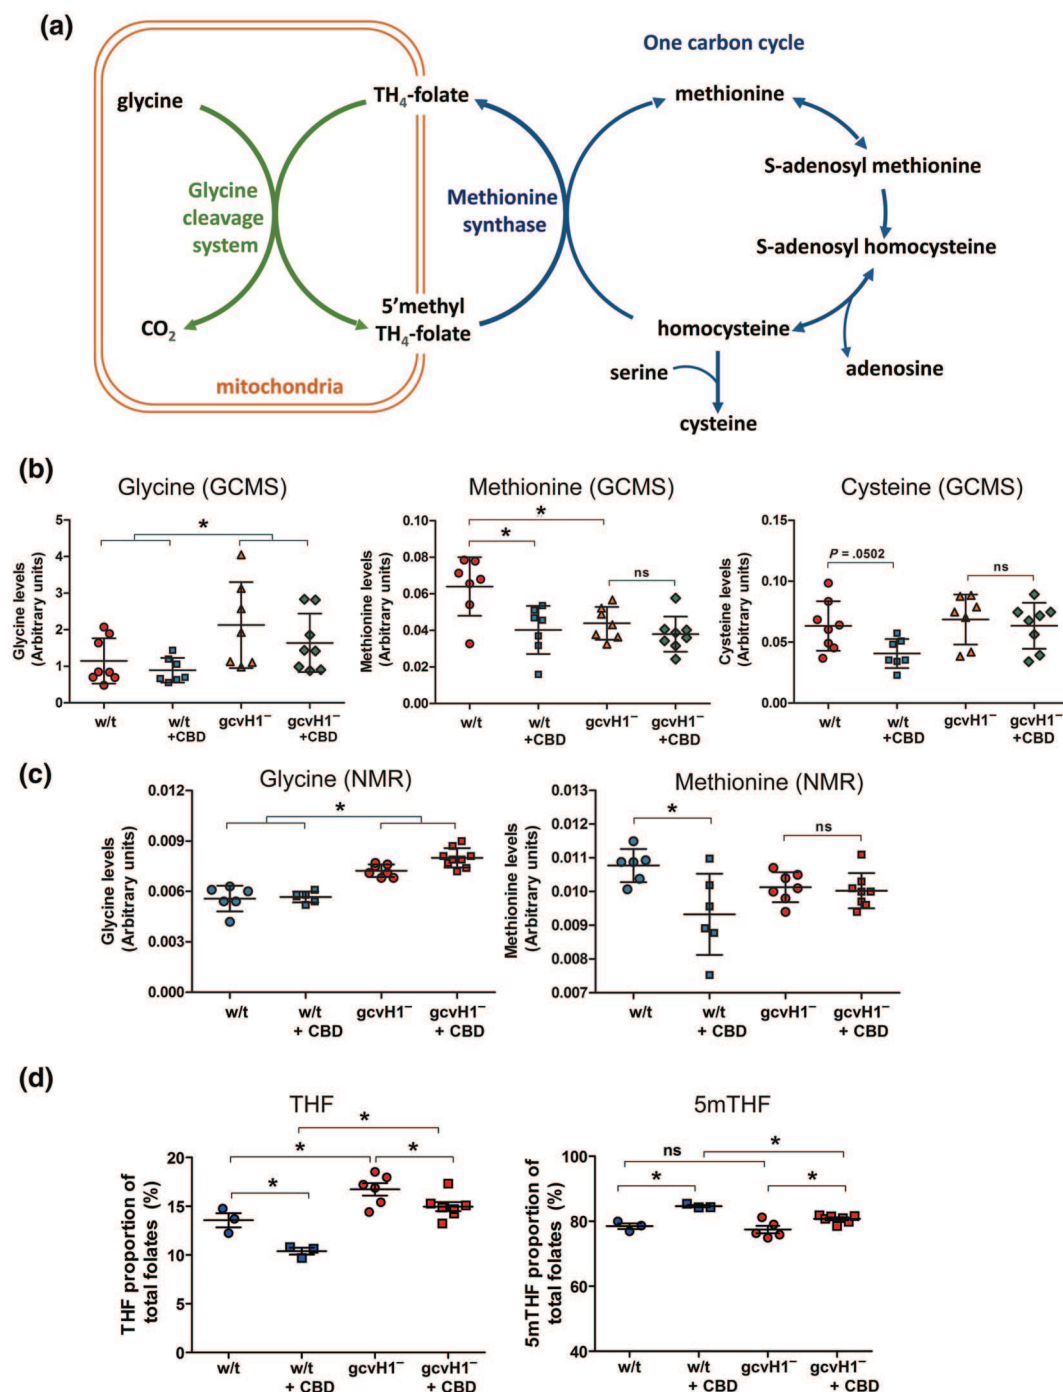 (a)
One carbon cycle
glycine
TH4-folate
methionine
S-adenosyl methionine
Glycine
cleavage
system
Methionine
synthase
S-adenosyl homocysteine
5'methyl
TH4-folate
CO2
homocysteine
serine
adenosine
mitochondria
cysteine
(b)
Glycine (GCMS)
Glycine levels
(Arbitrary units)
5
4
3
2
1
0
*
w/t
w/t
+CBD
gcvH1−
gcvH1−
+CBD
Methionine (GCMS)
Methionine levels
(Arbitrary units)
0.10
0.08
0.06
0.04
0.02
0.00
*
*
ns
w/t
w/t
+CBD
gcvH1−
gcvH1−
+CBD
Cysteine (GCMS)
Cysteine levels
(Arbitrary units)
0.15
0.10
0.05
0.00
P = .0502
ns
w/t
w/t
+CBD
gcvH1−
gcvH1−
+CBD
(c)
Glycine (NMR)
Glycine levels
(Arbitrary units)
0.012
0.009
0.006
0.003
0.000
*
w/t
w/t
+ CBD
gcvH1−
gcvH1−
+ CBD
Methionine (NMR)
Methionine levels
(Arbitrary units)
0.013
0.012
0.011
0.010
0.009
0.008
0.007
*
ns
w/t
w/t
+ CBD
gcvH1−
gcvH1−
+ CBD
(d)
THF
THF proportion of
total folates (%)
20
15
10
5
0
*
*
*
*
w/t
w/t
+ CBD
gcvH1−
gcvH1−
+ CBD
5mTHF
5mTHF proportion of
total folates (%)
100
80
60
40
ns
*
*
*
w/t
w/t
+ CBD
gcvH1−
gcvH1−
+ CBD